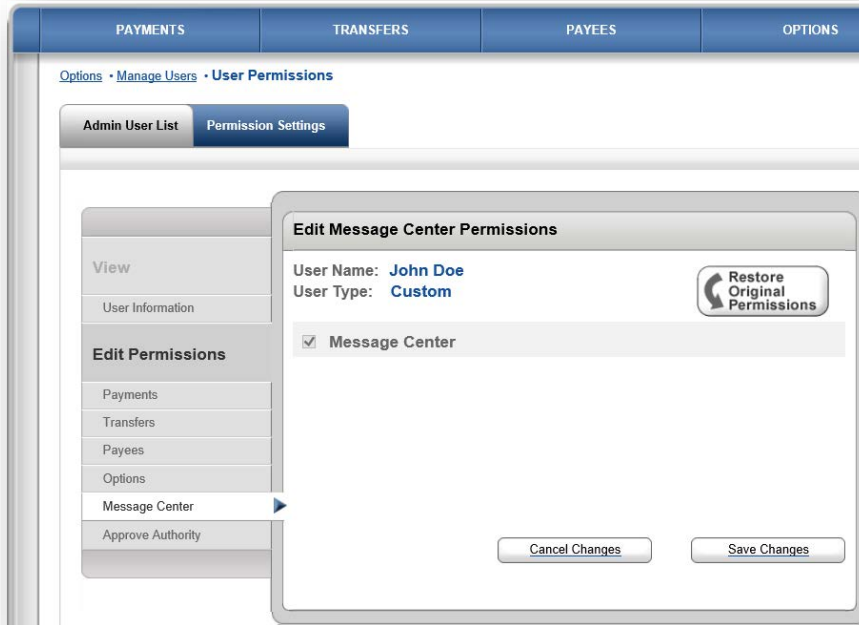 PAYMENTS TRANSFERS PAYEES OPTIONS
Options · Manage Users · User Permissions
Admin User List Permission Settings
Edit Message Center Permissions
View
User Name: John Doe
User Type: Custom
Restore
Original
Permissions
User Information
Message Center
Edit Permissions
Payments
Transfers
Payees
Options
Message Center
Approve Authority
Cancel Changes Save Changes